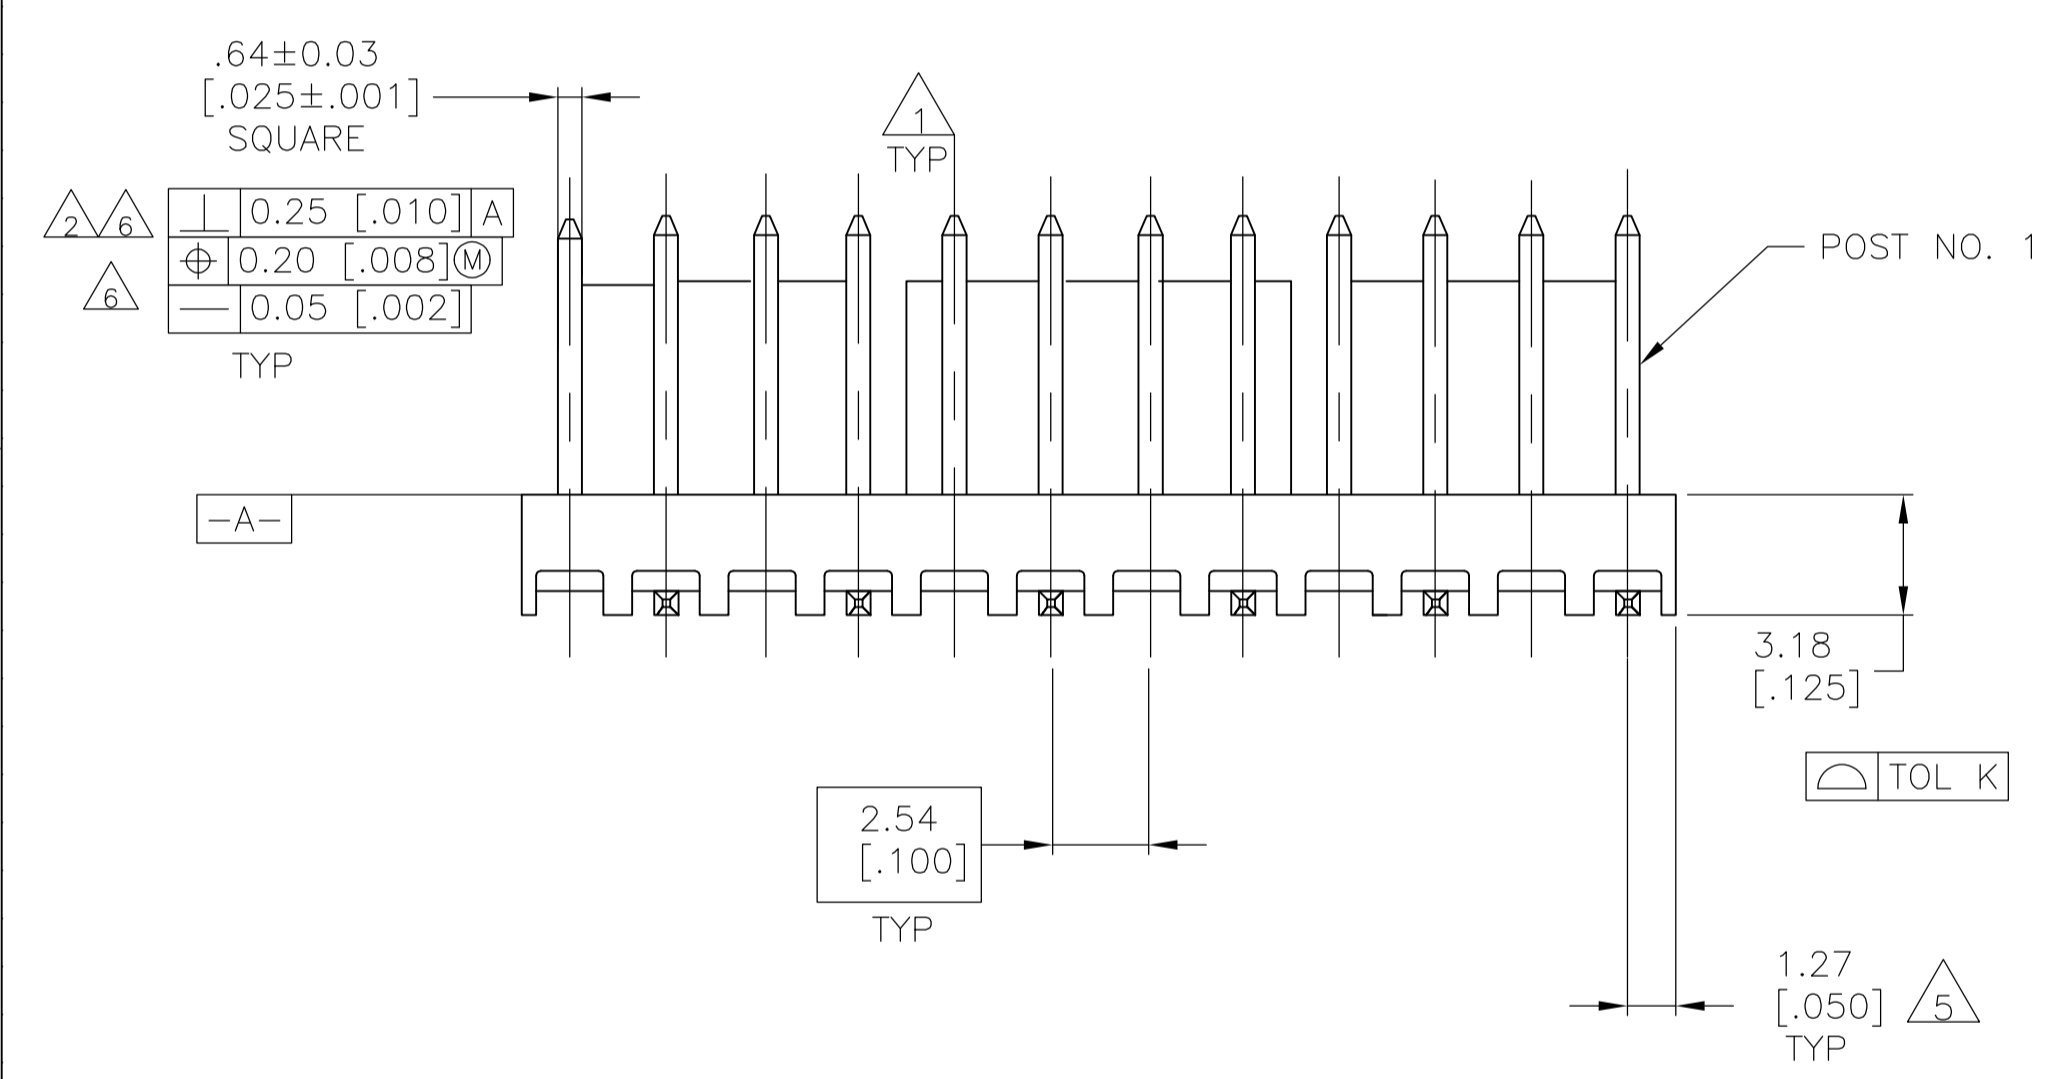 .64±0.03
[.025±.001]
SQUARE
1
TYP
2 6 ⊥ 0.25 [.010] A
⌖ 0.20 [.008] Ⓜ
6
— 0.05 [.002]
TYP
POST NO. 1
-A-
3.18
[.125]
⌓ TOL K
2.54
[.100]
TYP
1.27
[.050] 5
TYP